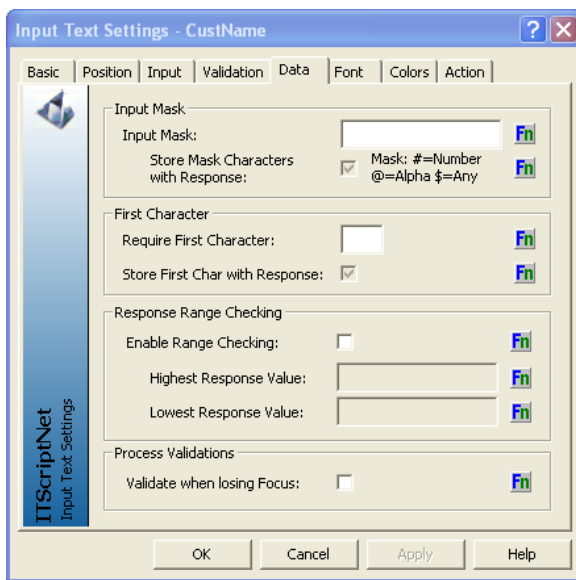 Input Text Settings - CustName
Basic Position Input Validation Data Font Colors Action
Input Mask
Input Mask: Fn
Store Mask Characters with Response: Mask: #=Number @=Alpha $=Any Fn
First Character
Require First Character: Fn
Store First Char with Response: Fn
Response Range Checking
Enable Range Checking: Fn
Highest Response Value: Fn
Lowest Response Value: Fn
Process Validations
Validate when losing Focus: Fn
ITScriptNet
Input Text Settings
OK Cancel Apply Help